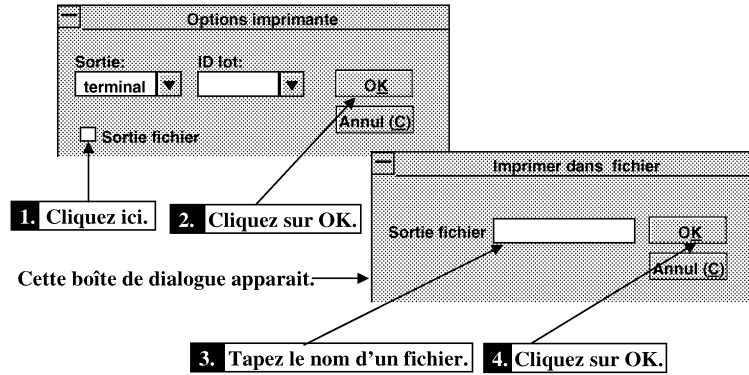 Options imprimante
Sortie:
ID lot:
terminal
OK
Annul (C)
Sortie fichier
1. Cliquez ici.
2. Cliquez sur OK.
Imprimer dans fichier
Sortie fichier
OK
Annul (C)
Cette boîte de dialogue apparait.
3. Tapez le nom d'un fichier.
4. Cliquez sur OK.